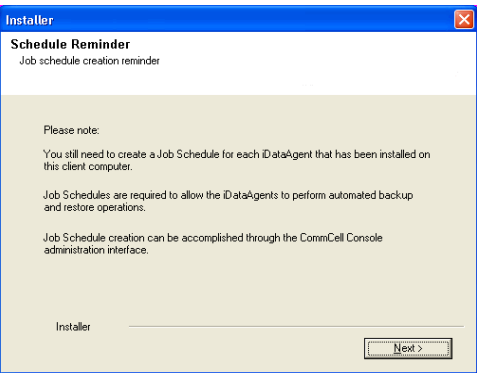 Installer
Schedule Reminder
Job schedule creation reminder
Please note:
You still need to create a Job Schedule for each iDataAgent that has been installed on
this client computer.
Job Schedules are required to allow the iDataAgents to perform automated backup
and restore operations.
Job Schedule creation can be accomplished through the CommCell Console
administration interface.
Installer
Next >